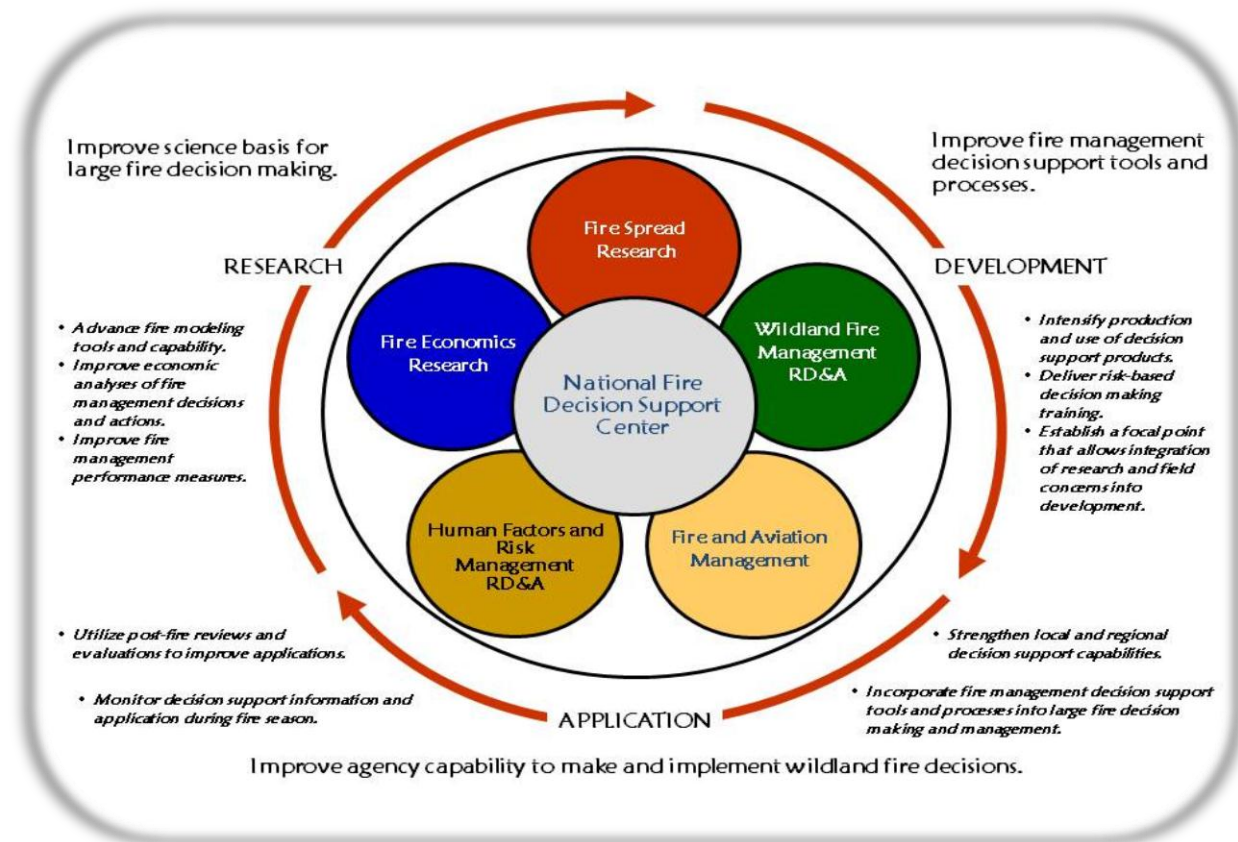 Improve science basis for
large fire decision making.
Improve fire management
decision support tools and
processes.
RESEARCH
DEVELOPMENT
Fire Spread
Research
Fire Economics
Research
Wildland Fire
Management
RD&A
National Fire
Decision Support
Center
Human Factors and
Risk
Management
RD&A
Fire and Aviation
Management
• Advance fire modeling
tools and capability.
• Improve economic
analyses of fire
management decisions
and actions.
• Improve fire
management
performance measures.
• Intensify production
and use of decision
support products.
• Deliver risk-based
decision making
training.
• Establish a focal point
that allows integration
of research and field
concerns into
development.
• Utilize post-fire reviews and
evaluations to improve applications.
• Monitor decision support information and
application during fire season.
• Strengthen local and regional
decision support capabilities.
• Incorporate fire management decision support
tools and processes into large fire decision
making and management.
APPLICATION
Improve agency capability to make and implement wildland fire decisions.